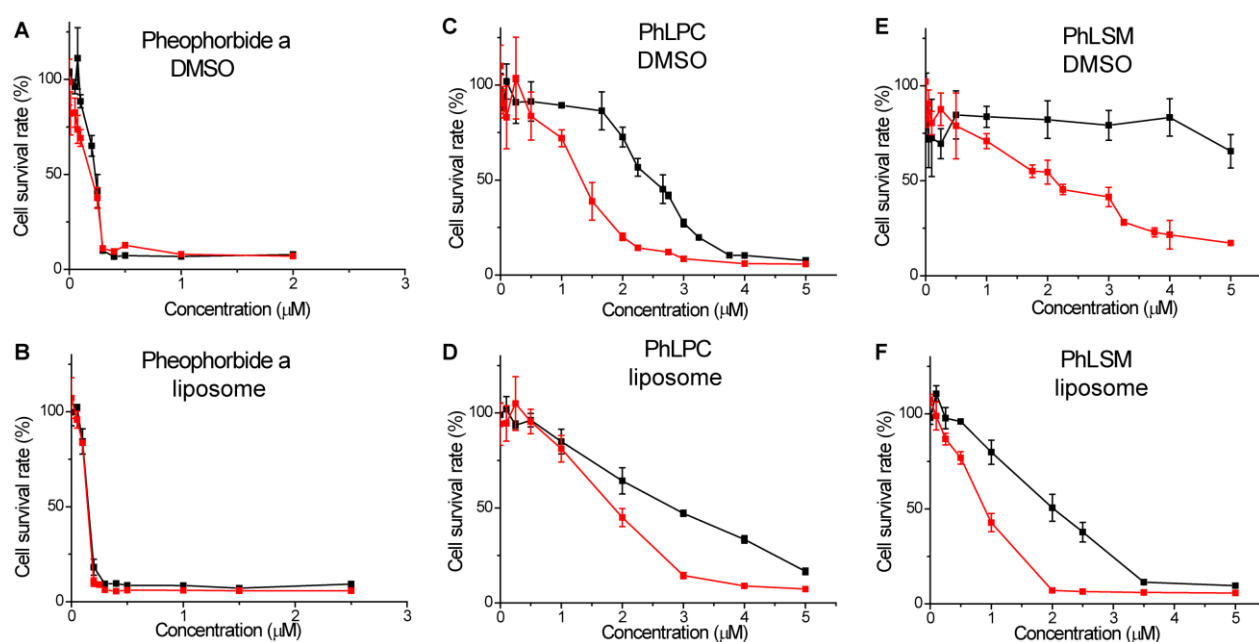 A
Pheophorbide a
DMSO
Cell survival rate (%)
100
50
0
0
1
2
3
Concentration (μM)
C
PhLPC
DMSO
Cell survival rate (%)
100
50
0
0
1
2
3
4
5
Concentration (μM)
E
PhLSM
DMSO
Cell survival rate (%)
100
50
0
0
1
2
3
4
5
Concentration (μM)
B
Pheophorbide a
liposome
Cell survival rate (%)
100
50
0
0
1
2
3
Concentration (μM)
D
PhLPC
liposome
Cell survival rate (%)
100
50
0
0
1
2
3
4
5
Concentration (μM)
F
PhLSM
liposome
Cell survival rate (%)
100
50
0
0
1
2
3
4
5
Concentration (μM)